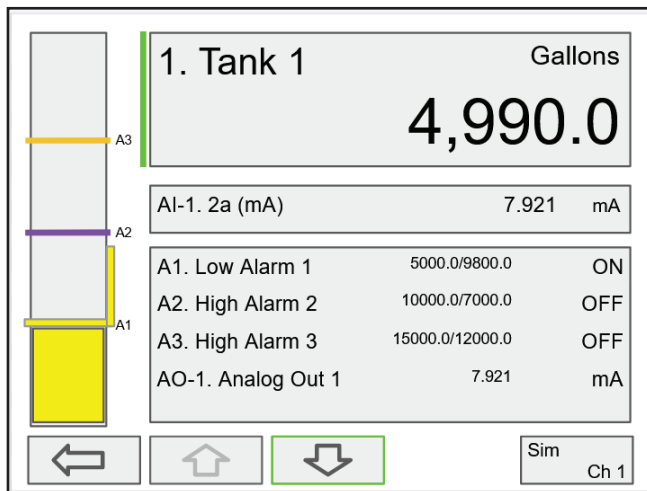 1. Tank 1 Gallons
4,990.0
A3
A2
A1
AI-1. 2a (mA) 7.921 mA
A1. Low Alarm 1 5000.0/9800.0 ON
A2. High Alarm 2 10000.0/7000.0 OFF
A3. High Alarm 3 15000.0/12000.0 OFF
AO-1. Analog Out 1 7.921 mA
Sim
Ch 1